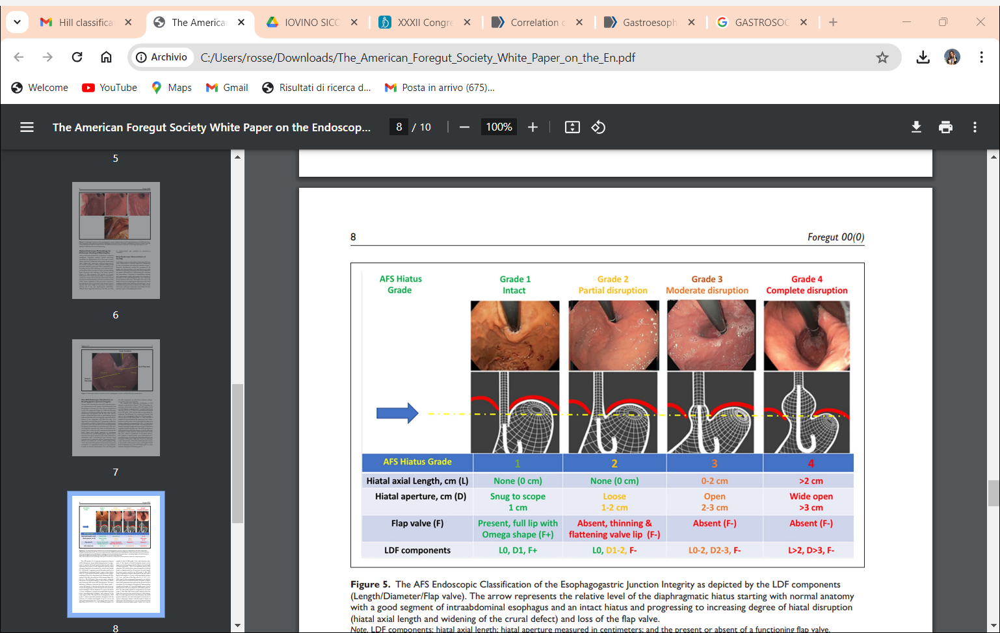 Hill classifica
The America
IOVINO SICC
XXXII Congre
Correlation c
Gastroesoph
GASTROSOC
Archivio
C:/Users/rosse/Downloads/The_American_Foregut_Society_White_Paper_on_the_En.pdf
Welcome
YouTube
Maps
Gmail
Risultati di ricerca d...
Posta in arrivo (675)...
The American Foregut Society White Paper on the Endoscop...
8 / 10
100%
5
6
7
8
8
Foregut 00(0)
AFS Hiatus
Grade
Grade 1
Intact
Grade 2
Partial disruption
Grade 3
Moderate disruption
Grade 4
Complete disruption
AFS Hiatus Grade 1 2 3 4
Hiatal axial Length, cm (L) None (0 cm) None (0 cm) 0-2 cm >2 cm
Hiatal aperture, cm (D) Snug to scope Loose Open Wide open
1 cm 1-2 cm 2-3 cm >3 cm
Flap valve (F) Present, full lip with Absent, thinning & Absent (F-) Absent (F-)
Omega shape (F+) flattening valve lip (F-)
LDF components L0, D1, F+ L0, D1-2, F- L0-2, D2-3, F- L>2, D>3, F-
Figure 5. The AFS Endoscopic Classification of the Esophagogastric Junction Integrity as depicted by the LDF components
(Length/Diameter/Flap valve). The arrow represents the relative level of the diaphragmatic hiatus starting with normal anatomy
with a good segment of intraabdominal esophagus and an intact hiatus and progressing to increasing degree of hiatal disruption
(hiatal axial length and widening of the crural defect) and loss of the flap valve.
Note. LDF components: hiatal axial length; hiatal aperture measured in centimeters; and the present or absent of a functioning flap valve.